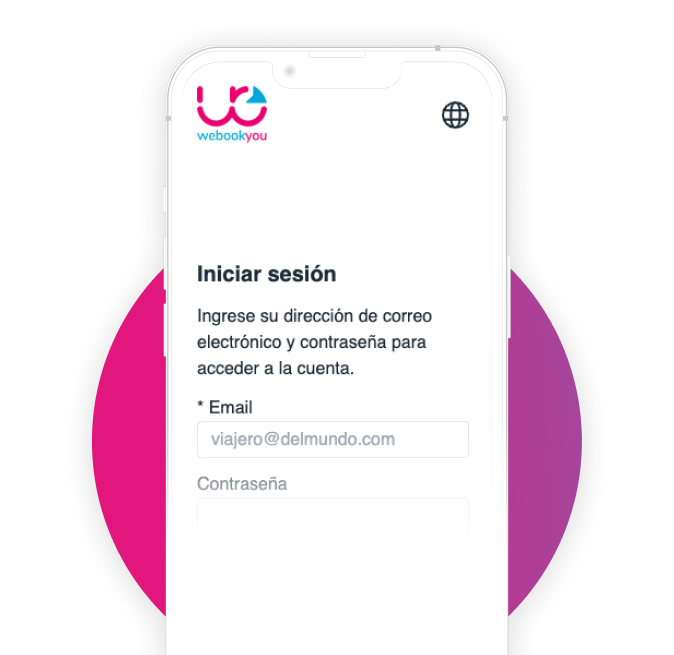 webookyou
Iniciar sesión
Ingrese su dirección de correo
electrónico y contraseña para
acceder a la cuenta.
* Email
viajero@delmundo.com
Contraseña